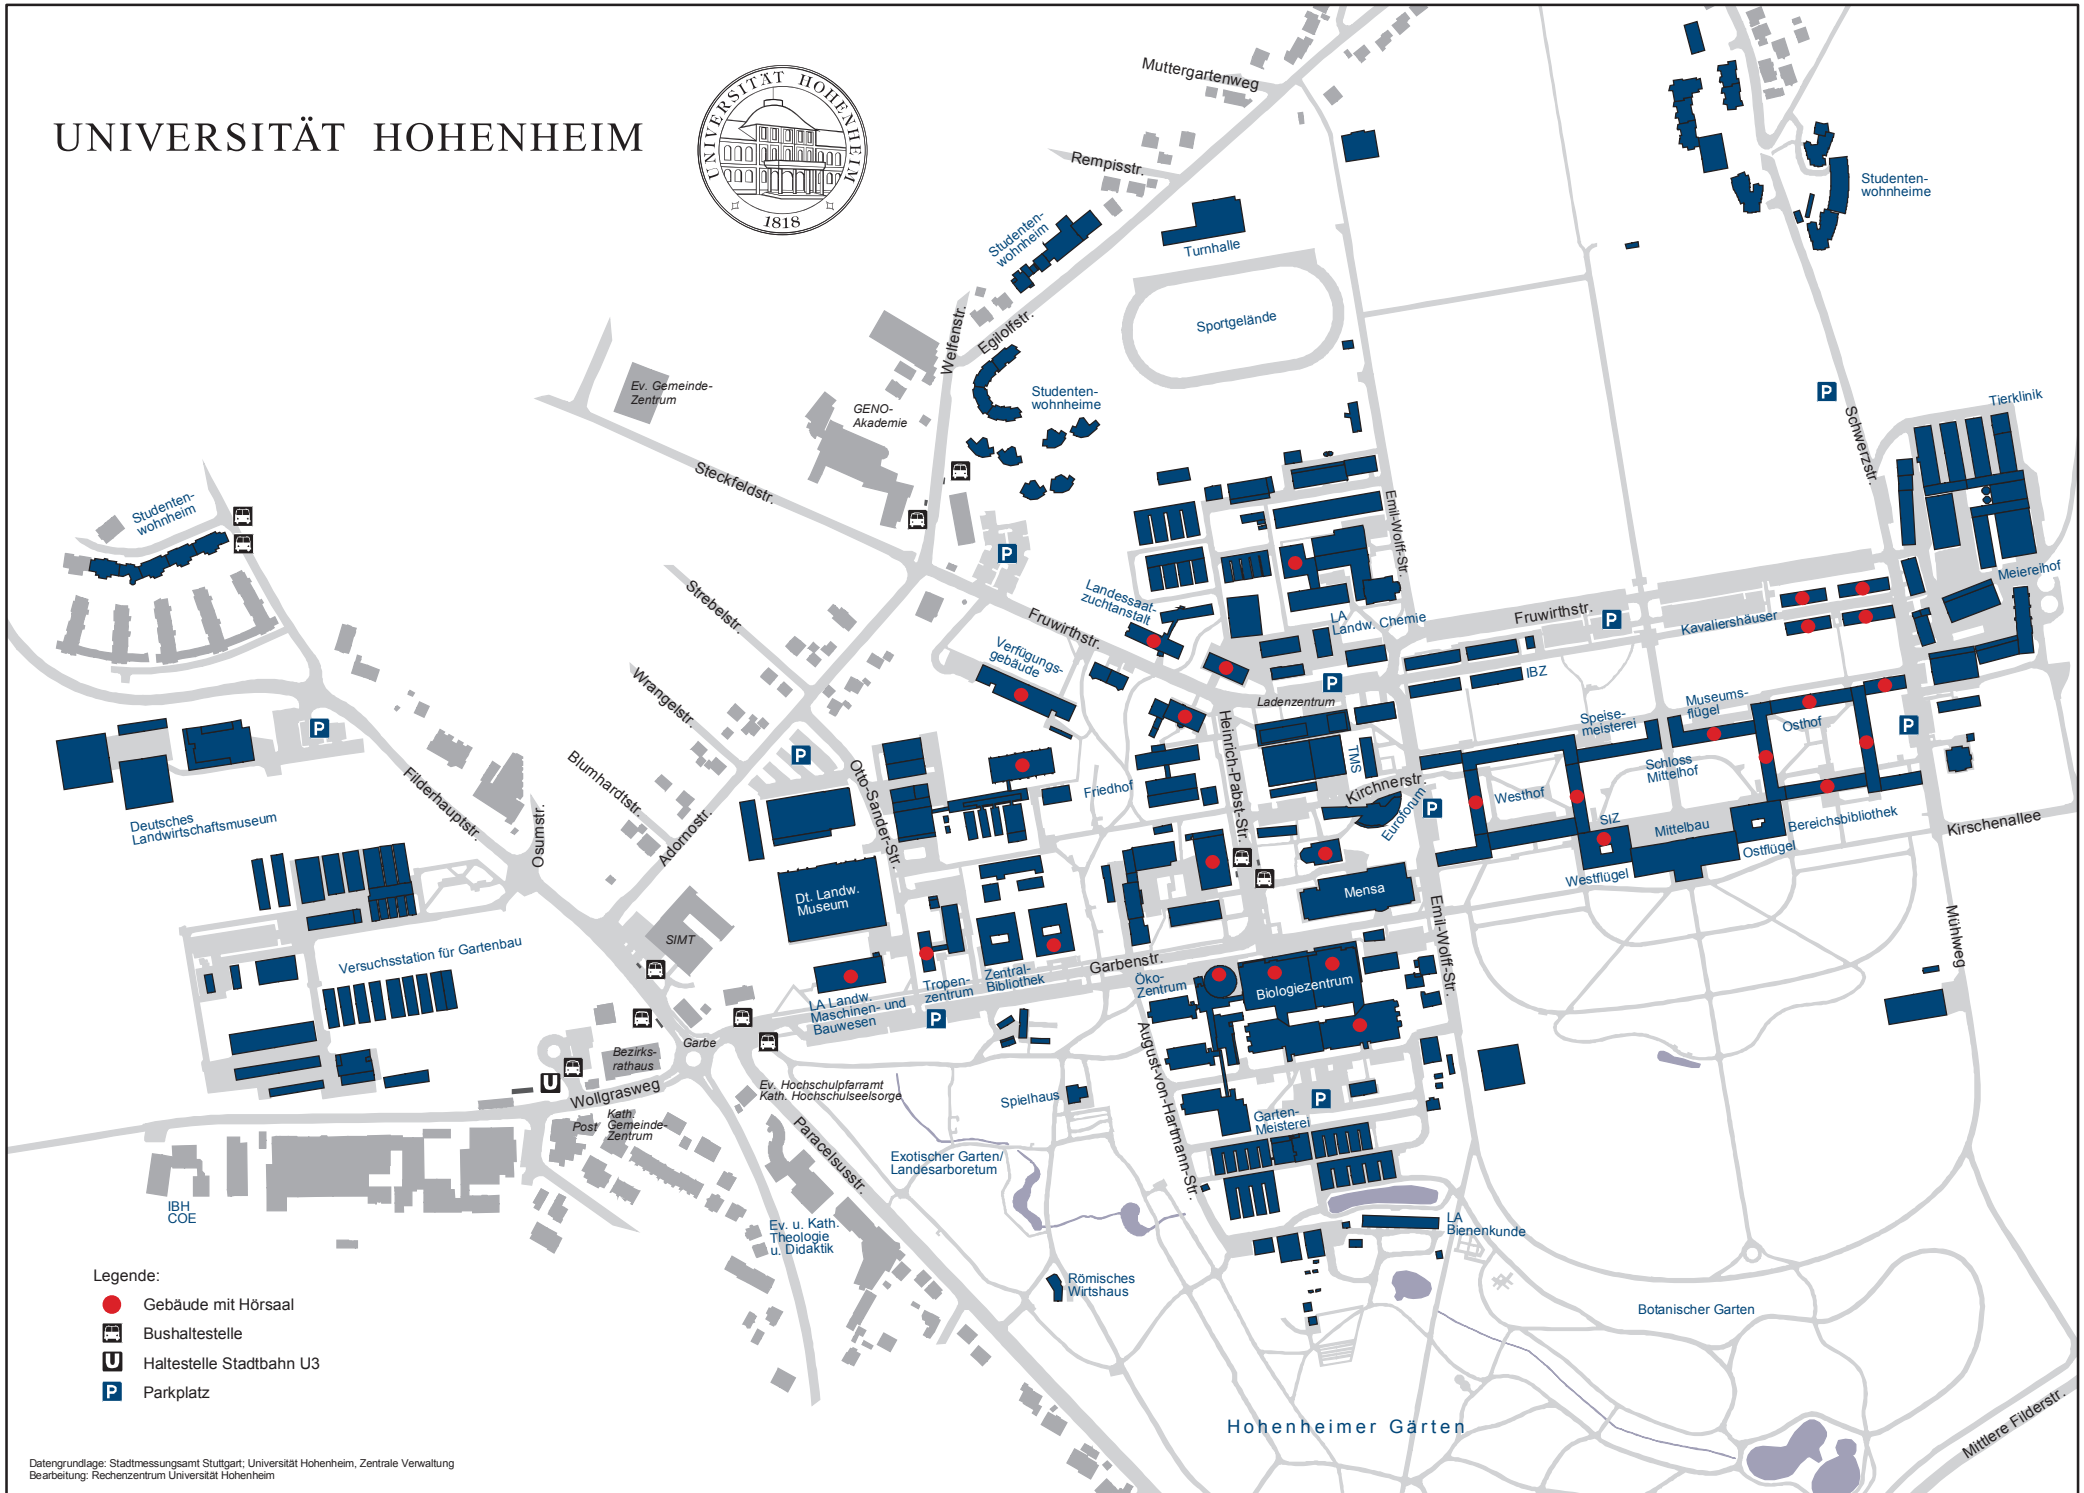 UNIVERSITÄT HOHENHEIM
UNIVERSITÄT HOHENHEIM
1818
Muttergartenweg
Rempisstr.
Studenten-
wohnheim
Turnhalle
Sportgelände
Studenten-
wohnheime
Welfenstr.
Egilolfstr.
Ev. Gemeinde-
Zentrum
GENO-
Akademie
Studenten-
wohnheime
Steckfeldstr.
Schwerzstr.
Tierklinik
Studenten-
wohnheim
Emil-Wolff-Str.
P
P
Strebelstr.
Landessaat-
zuchtanstalt
Fruwirthstr.
LA
Landw. Chemie
Fruwirthstr.
P
Kavaliershäuser
Meiereihof
Wrangelstr.
Verfügungs-
gebäude
IBZ
P
Ladenzentrum
Museums-
flügel
Speise-
meisterei
Osthof
P
P
P
Heinrich-Pabst-Str.
TMS
Schloss
Mittelhof
Filderhauptstr.
Blumhardtstr.
Otto-Sander-Str.
Friedhof
Kirchnerstr.
P
Westhof
Deutsches
Landwirtschaftsmuseum
Osumstr.
Adornostr.
Euroforum
SIZ
Mittelbau
Bereichsbibliothek
Kirschenallee
Ostflügel
Westflügel
Dt. Landw.
Museum
Mensa
SIMT
Emil-Wolff-Str.
Mühlweg
Versuchsstation für Gartenbau
Garbenstr.
Tropen-
zentrum
Zentral-
Bibliothek
Öko-
Zentrum
Biologiezentrum
LA Landw.
Maschinen- und
Bauwesen
P
Garbe
Bezirks-
rathaus
U
Wollgrasweg
Ev. Hochschulpfarramt
Kath. Hochschulseelsorge
Spielhaus
August-von-Hartmann-Str.
P
Garten-
Meisterei
Post
Kath.
Gemeinde-
Zentrum
Paracelsusstr.
Exotischer Garten/
Landesarboretum
IBH
COE
Ev. u. Kath.
Theologie
u. Didaktik
LA
Bienenkunde
Römisches
Wirtshaus
Botanischer Garten
Legende:
Gebäude mit Hörsaal
Bushaltestelle
U
Haltestelle Stadtbahn U3
P
Parkplatz
Hohenheimer Gärten
Mittlere Filderstr.
Datengrundlage: Stadtmessungsamt Stuttgart; Universität Hohenheim, Zentrale Verwaltung
Bearbeitung: Rechenzentrum Universität Hohenheim